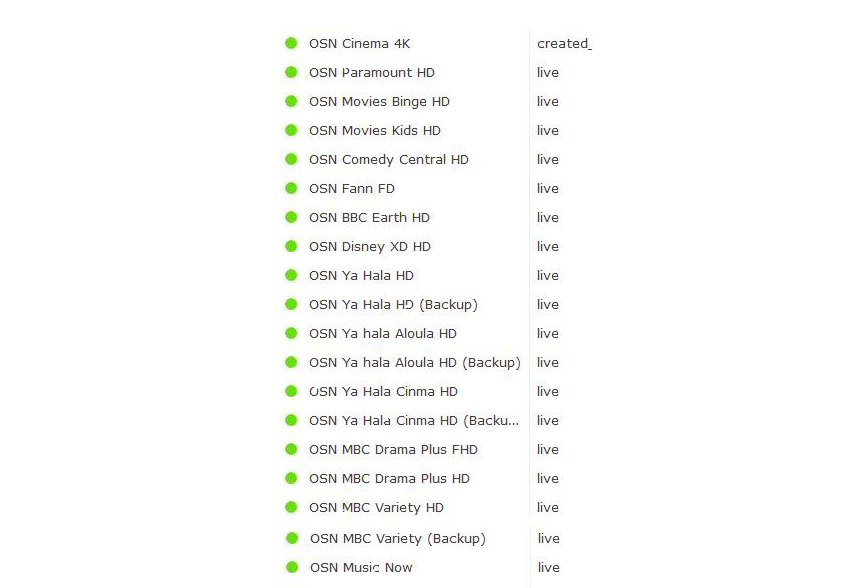 OSN Cinema 4K created_
OSN Paramount HD live
OSN Movies Binge HD live
OSN Movies Kids HD live
OSN Comedy Central HD live
OSN Fann FD live
OSN BBC Earth HD live
OSN Disney XD HD live
OSN Ya Hala HD live
OSN Ya Hala HD (Backup) live
OSN Ya hala Aloula HD live
OSN Ya hala Aloula HD (Backup) live
OSN Ya Hala Cinma HD live
OSN Ya Hala Cinma HD (Backu... live
OSN MBC Drama Plus FHD live
OSN MBC Drama Plus HD live
OSN MBC Variety HD live
OSN MBC Variety (Backup) live
OSN Music Now live